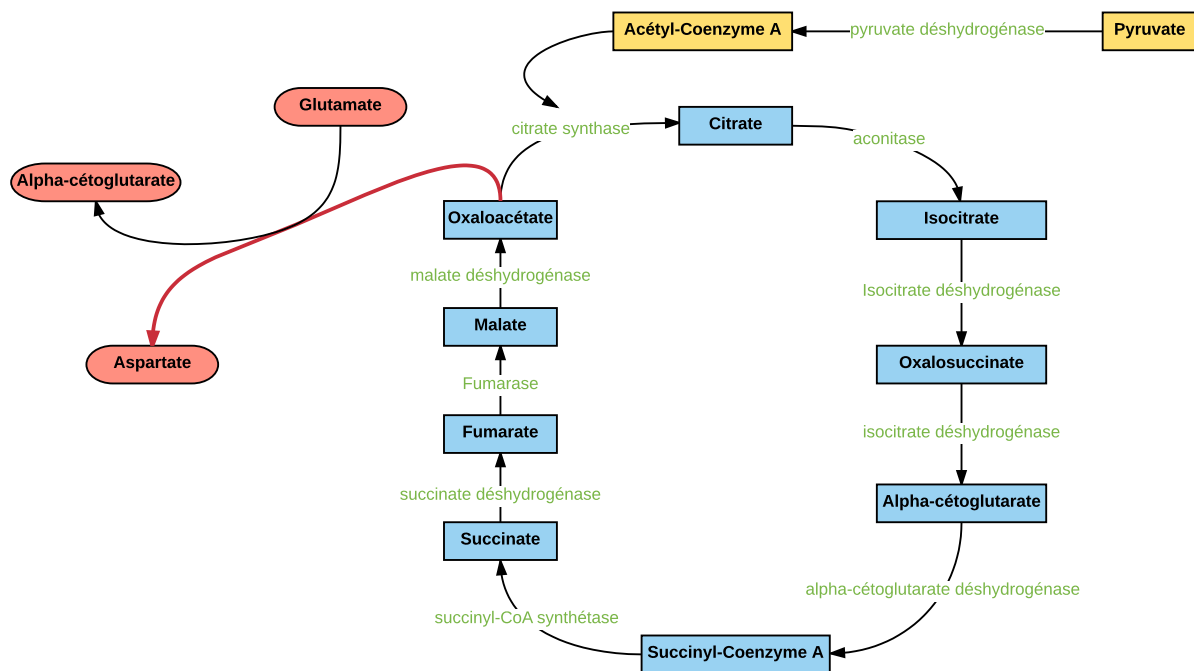 Acétyl-Coenzyme A
pyruvate déshydrogénase
Pyruvate
Glutamate
citrate synthase
Citrate
aconitase
Alpha-cétoglutarate
Oxaloacétate
Isocitrate
malate déshydrogénase
Isocitrate déshydrogénase
Malate
Aspartate
Oxalosuccinate
Fumarase
Fumarate
isocitrate déshydrogénase
succinate déshydrogénase
Alpha-cétoglutarate
Succinate
alpha-cétoglutarate déshydrogénase
succinyl-CoA synthétase
Succinyl-Coenzyme A